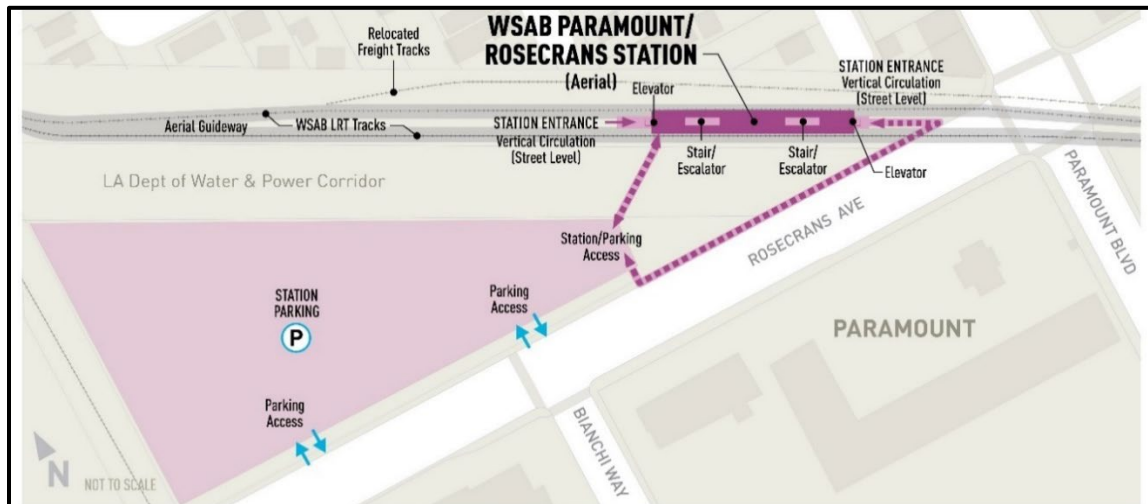 Relocated
Freight Tracks
WSAB PARAMOUNT/
ROSECRANS STATION
(Aerial)
STATION ENTRANCE
Vertical Circulation
(Street Level)
Elevator
Aerial Guideway
WSAB LRT Tracks
STATION ENTRANCE
Vertical Circulation
(Street Level)
Stair/
Escalator
Stair/
Escalator
Elevator
LA Dept of Water & Power Corridor
PARAMOUNT BLVD
ROSECRANS AVE
Station/Parking
Access
STATION
PARKING
P
Parking
Access
PARAMOUNT
Parking
Access
BIANCHI WAY
N
NOT TO SCALE